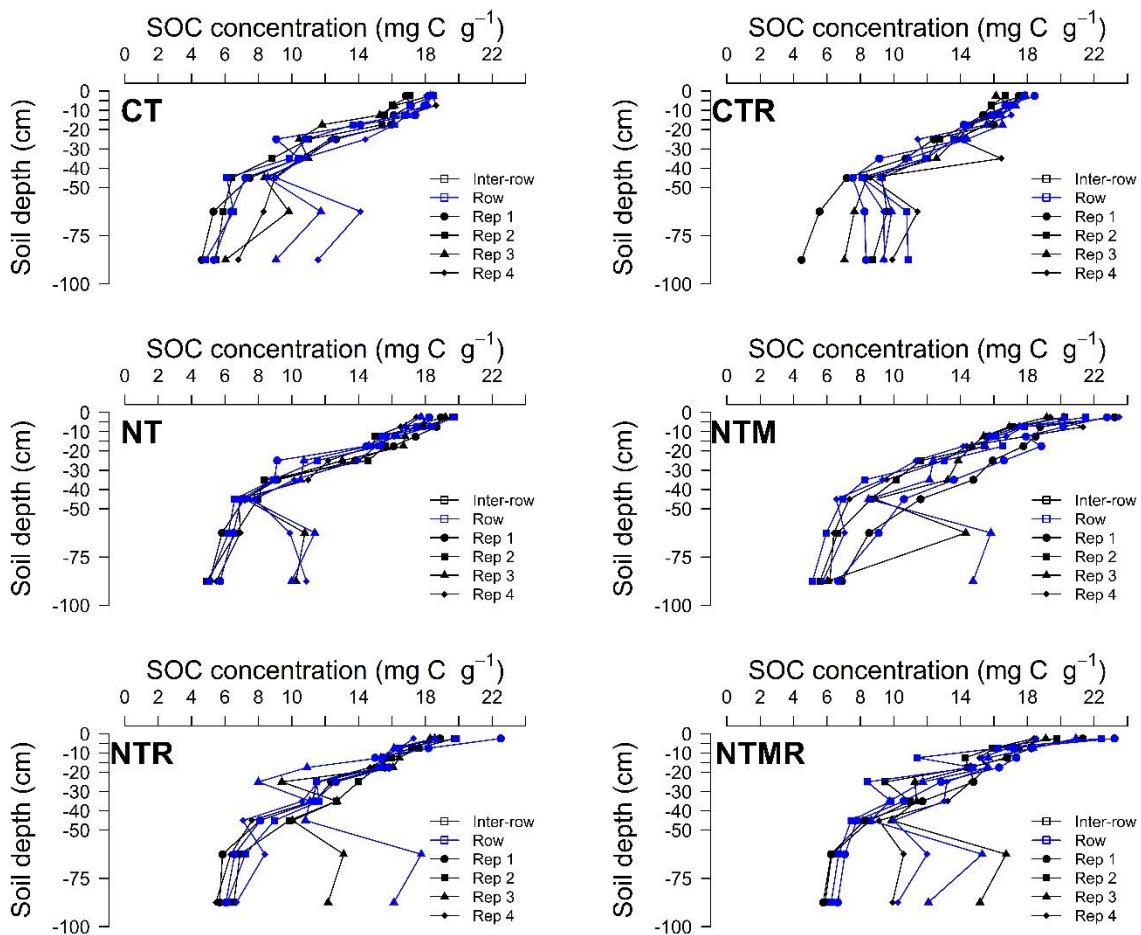 SOC concentration (mg C g⁻¹)
0 2 4 6 8 10 12 14 16 18 20 22 24
CT
Soil depth (cm)
0
-10
-20
-30
-40
-50
-75
-100
Inter-row
Row
Rep 1
Rep 2
Rep 3
Rep 4
SOC concentration (mg C g⁻¹)
0 2 4 6 8 10 14 18 22
CTR
Soil depth (cm)
0
-10
-20
-30
-40
-50
-75
-100
Inter-row
Row
Rep 1
Rep 2
Rep 3
Rep 4
SOC concentration (mg C g⁻¹)
0 2 4 6 8 10 14 18 22
NT
Soil depth (cm)
0
-10
-20
-30
-40
-50
-75
-100
Inter-row
Row
Rep 1
Rep 2
Rep 3
Rep 4
SOC concentration (mg C g⁻¹)
0 2 4 6 8 10 14 18 22
NTM
Soil depth (cm)
0
-10
-20
-30
-40
-50
-75
-100
Inter-row
Row
Rep 1
Rep 2
Rep 3
Rep 4
SOC concentration (mg C g⁻¹)
0 2 4 6 8 10 14 18 22
NTR
Soil depth (cm)
0
-10
-20
-30
-40
-50
-75
-100
Inter-row
Row
Rep 1
Rep 2
Rep 3
Rep 4
SOC concentration (mg C g⁻¹)
0 2 4 6 8 10 14 18 22
NTMR
Soil depth (cm)
0
-10
-20
-30
-40
-50
-75
-100
Inter-row
Row
Rep 1
Rep 2
Rep 3
Rep 4